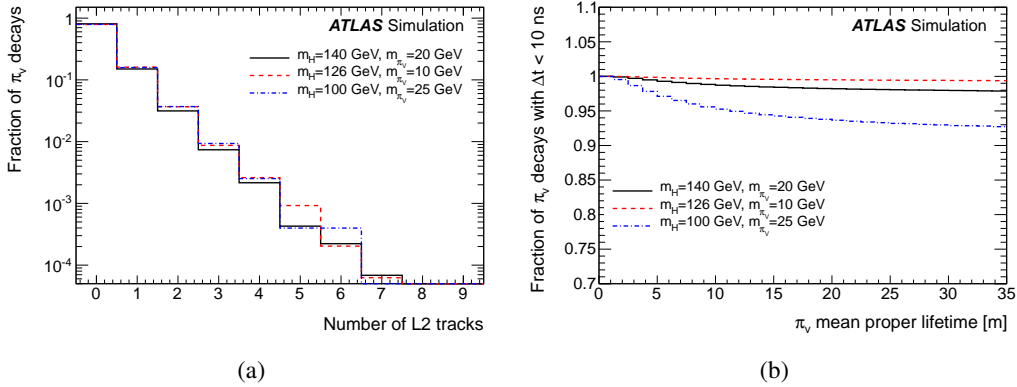 ATLAS Simulation
m_H=140 GeV, m_πv=20 GeV
m_H=126 GeV, m_πv=10 GeV
m_H=100 GeV, m_πv=25 GeV
Fraction of π_v decays
1
10^-1
10^-2
10^-3
10^-4
0 1 2 3 4 5 6 7 8 9
Number of L2 tracks
(a)
ATLAS Simulation
m_H=140 GeV, m_πv=20 GeV
m_H=126 GeV, m_πv=10 GeV
m_H=100 GeV, m_πv=25 GeV
Fraction of π_v decays with Δt < 10 ns
1.1
1.05
1
0.95
0.9
0.85
0.8
0.75
0.7
0 5 10 15 20 25 30 35
π_v mean proper lifetime [m]
(b)